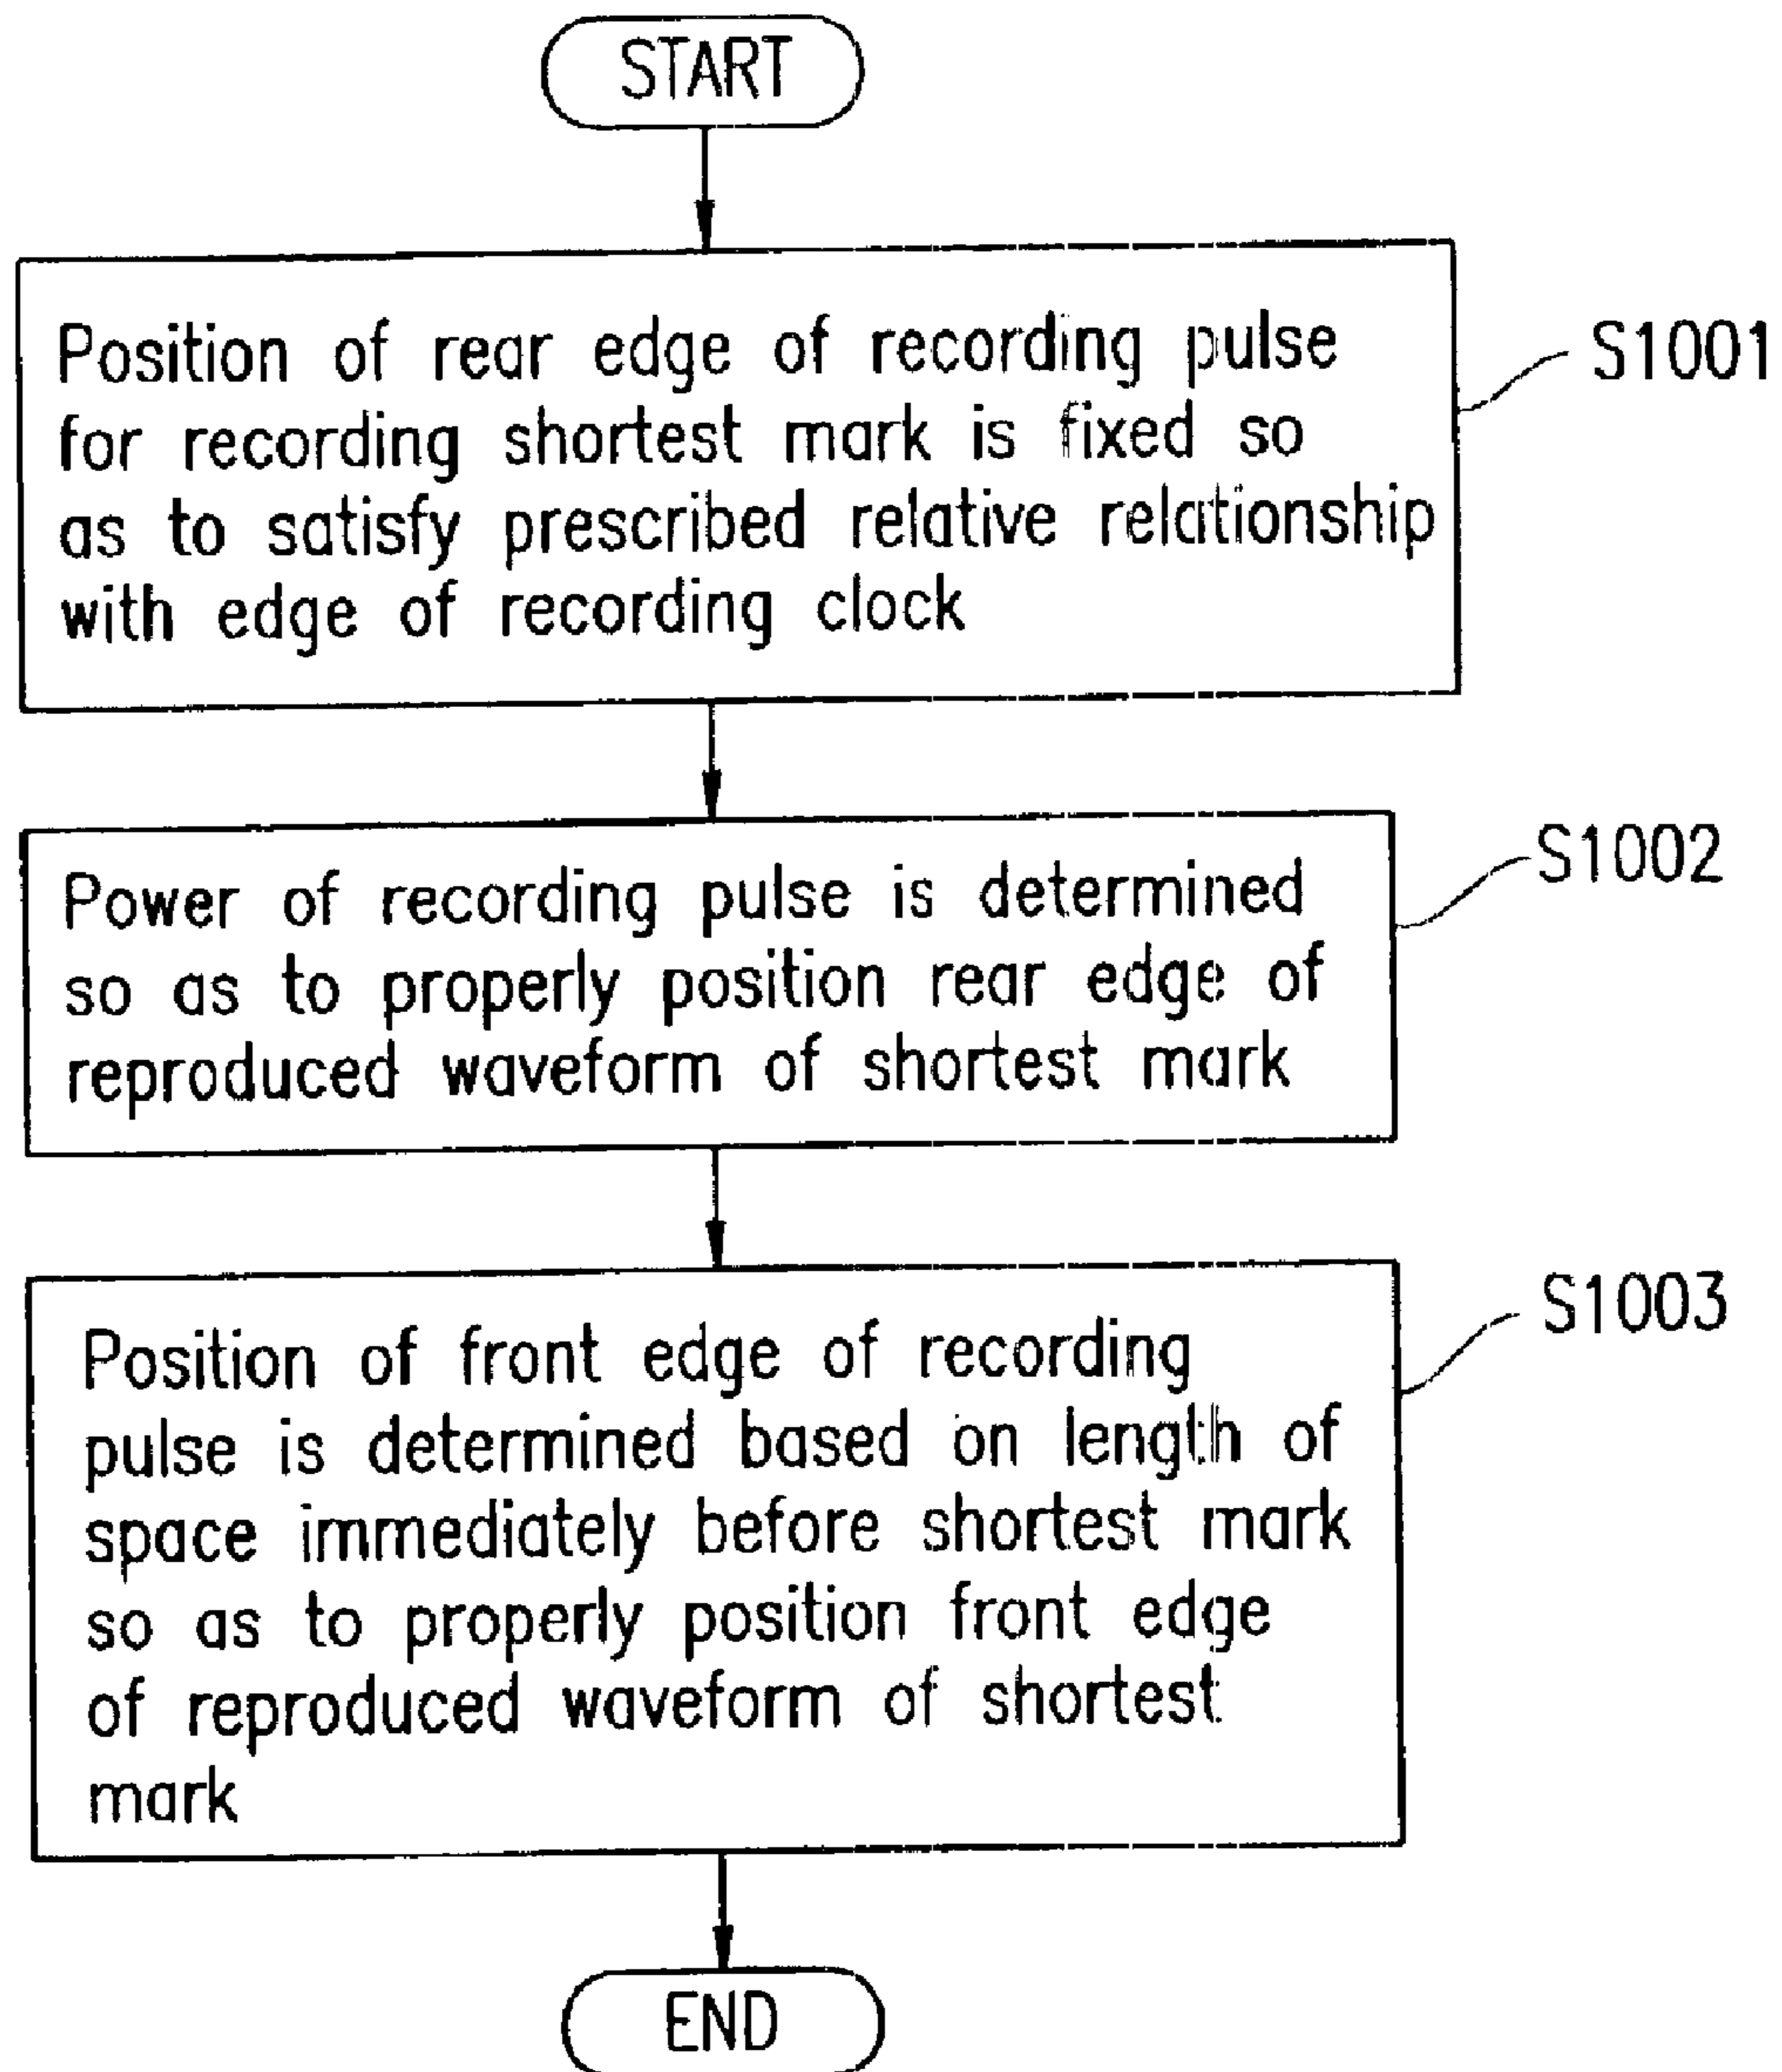 START
Position of rear edge of recording pulse
for recording shortest mark is fixed so
as to satisfy prescribed relative relationship
with edge of recording clock
S1001
Power of recording pulse is determined
so as to properly position rear edge of
reproduced waveform of shortest mark
S1002
Position of front edge of recording
pulse is determined based on length of
space immediately before shortest mark
so as to properly position front edge
of reproduced waveform of shortest
mark
S1003
END